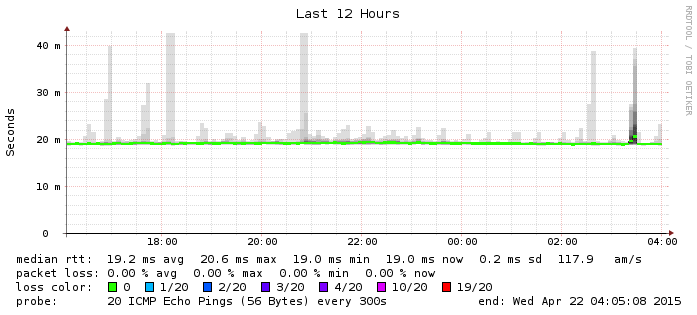 Last 12 Hours
RRDTOOL / TOBI OETIKER
Seconds
40 m
30 m
20 m
10 m
0
18:00 20:00 22:00 00:00 02:00 04:00
median rtt: 19.2 ms avg 20.6 ms max 19.0 ms min 19.0 ms now 0.2 ms sd 117.9 am/s
packet loss: 0.00 % avg 0.00 % max 0.00 % min 0.00 % now
loss color: 0 1/20 2/20 3/20 4/20 10/20 19/20
probe: 20 ICMP Echo Pings (56 Bytes) every 300s end: Wed Apr 22 04:05:08 2015